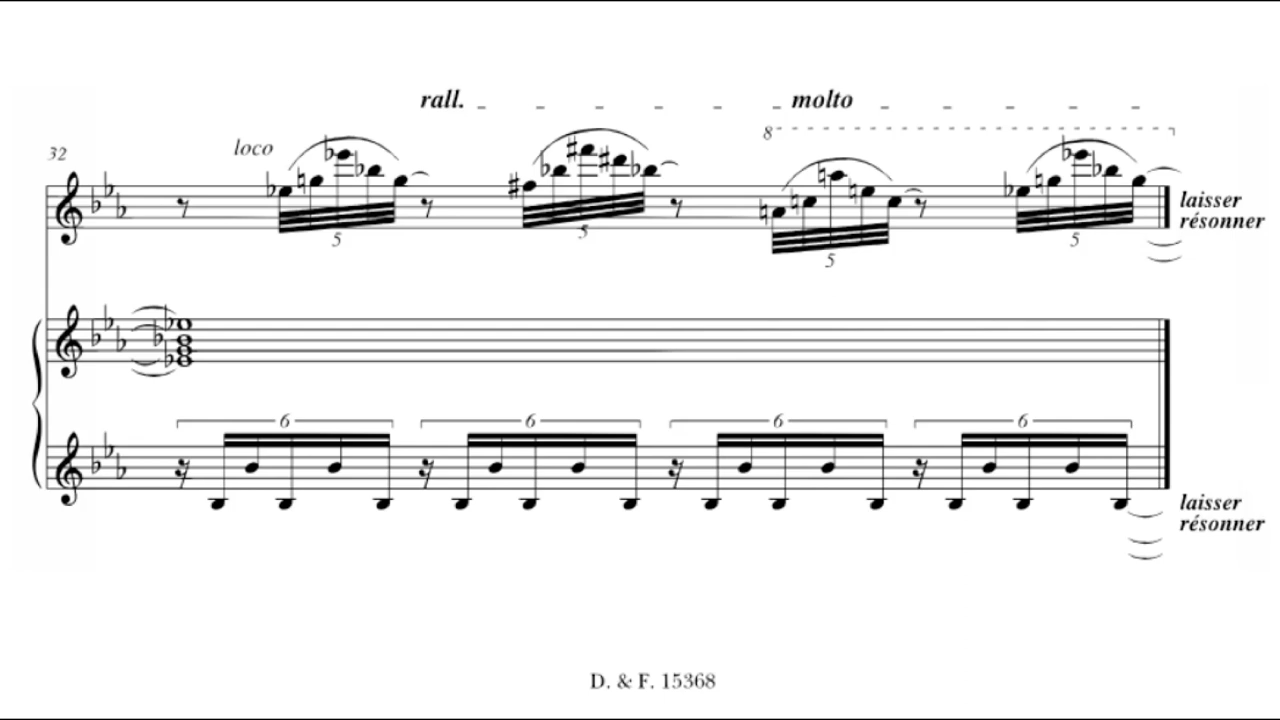 rall. molto
8
32
loco
5 5 5 5
laisser
résonner
6 6 6 6
laisser
résonner
D. & F. 15368